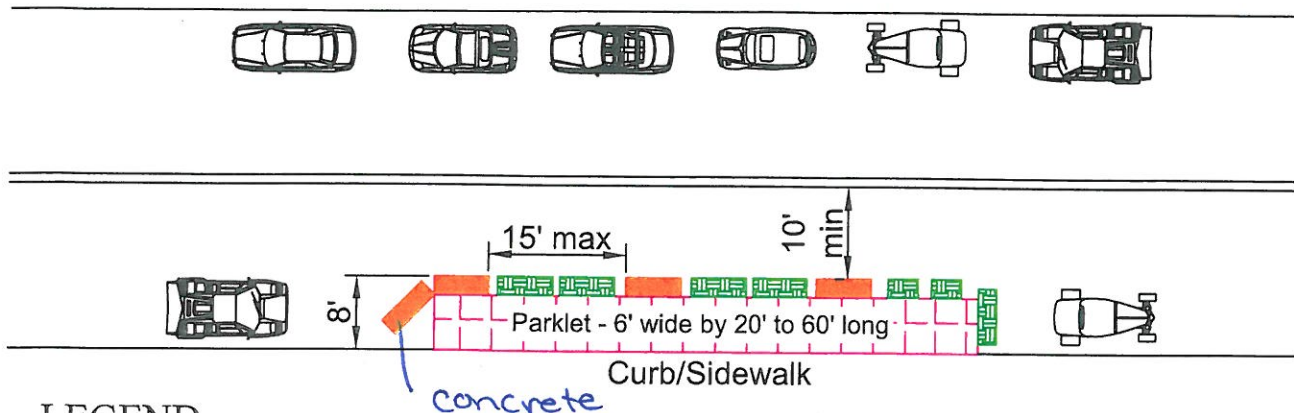 15' max
10'
min
8'
Parklet - 6' wide by 20' to 60' long
Curb/Sidewalk
concrete
LEGEND